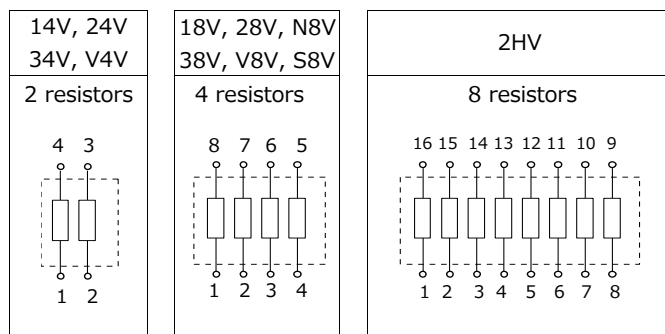 14V, 24V
34V, V4V
2 resistors
4 3
1 2
18V, 28V, N8V
38V, V8V, S8V
4 resistors
8 7 6 5
1 2 3 4
2HV
8 resistors
16 15 14 13 12 11 10 9
1 2 3 4 5 6 7 8